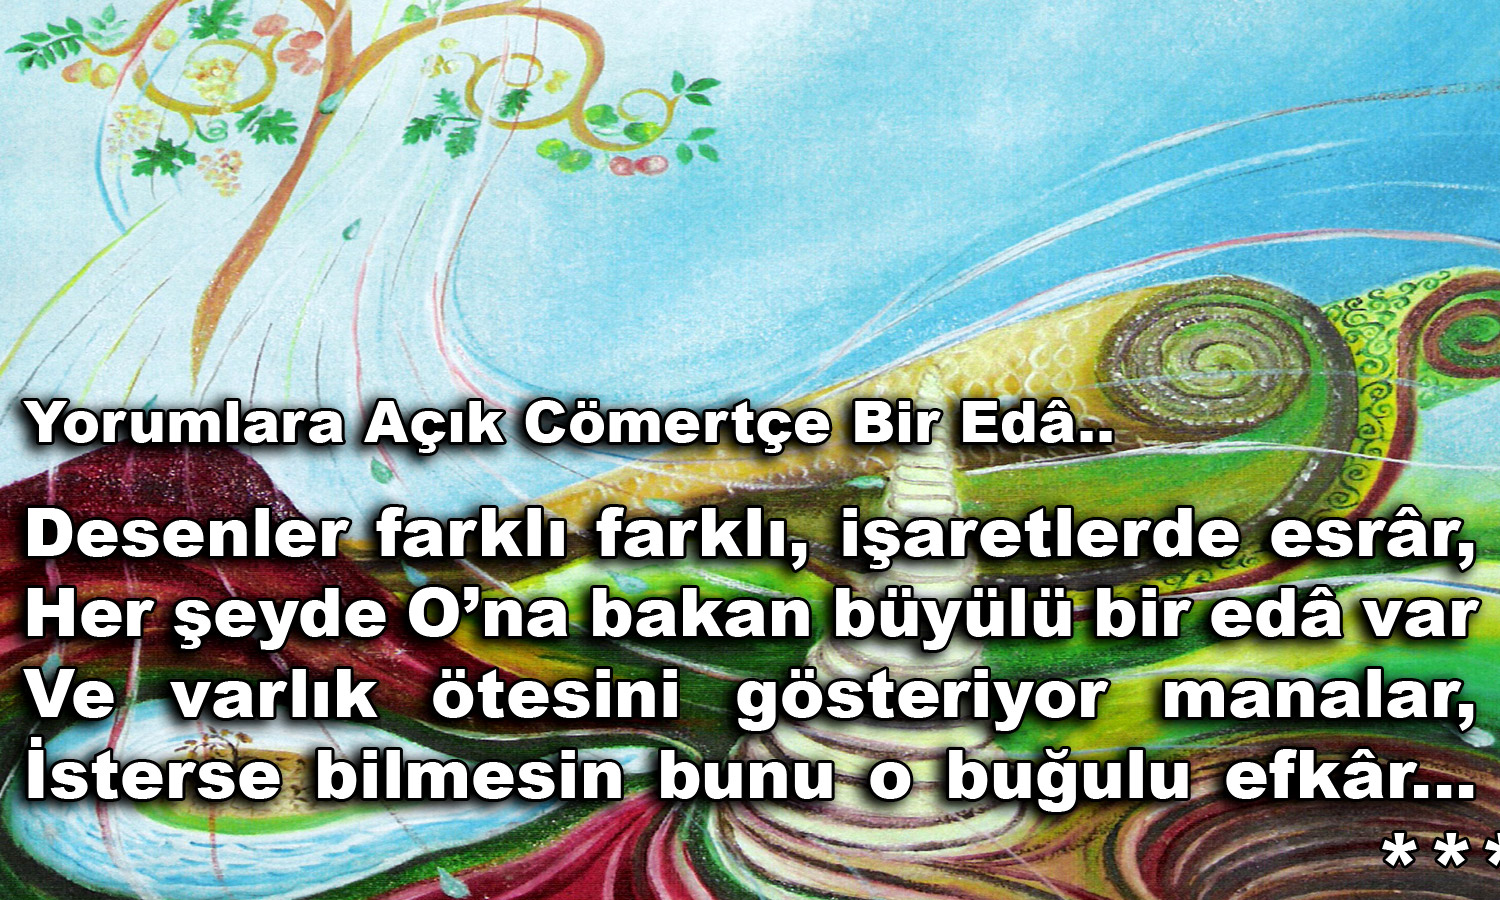 Yorumlara Açık Cömertçe Bir Edâ..
Desenler farklı farklı, işaretlerde esrâr,
Her şeyde O’na bakan büyülü bir edâ var
Ve varlık ötesini gösteriyor manalar,
İsterse bilmesin bunu o buğulu efkâr...
***